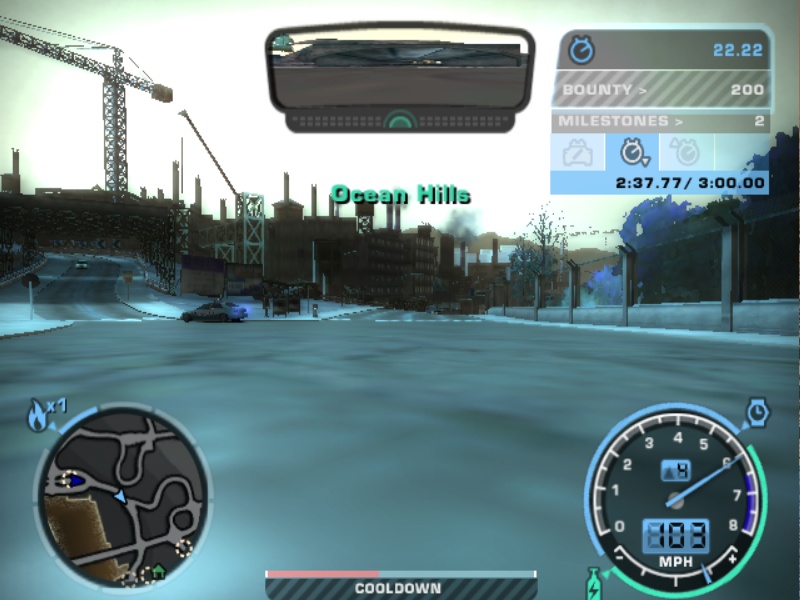 22.22
BOUNTY > 200
MILESTONES > 2
2:37.77/ 3:00.00
Ocean Hills
x1
0 1 2 3 4 5 6 7 8
4
103
MPH
COOLDOWN